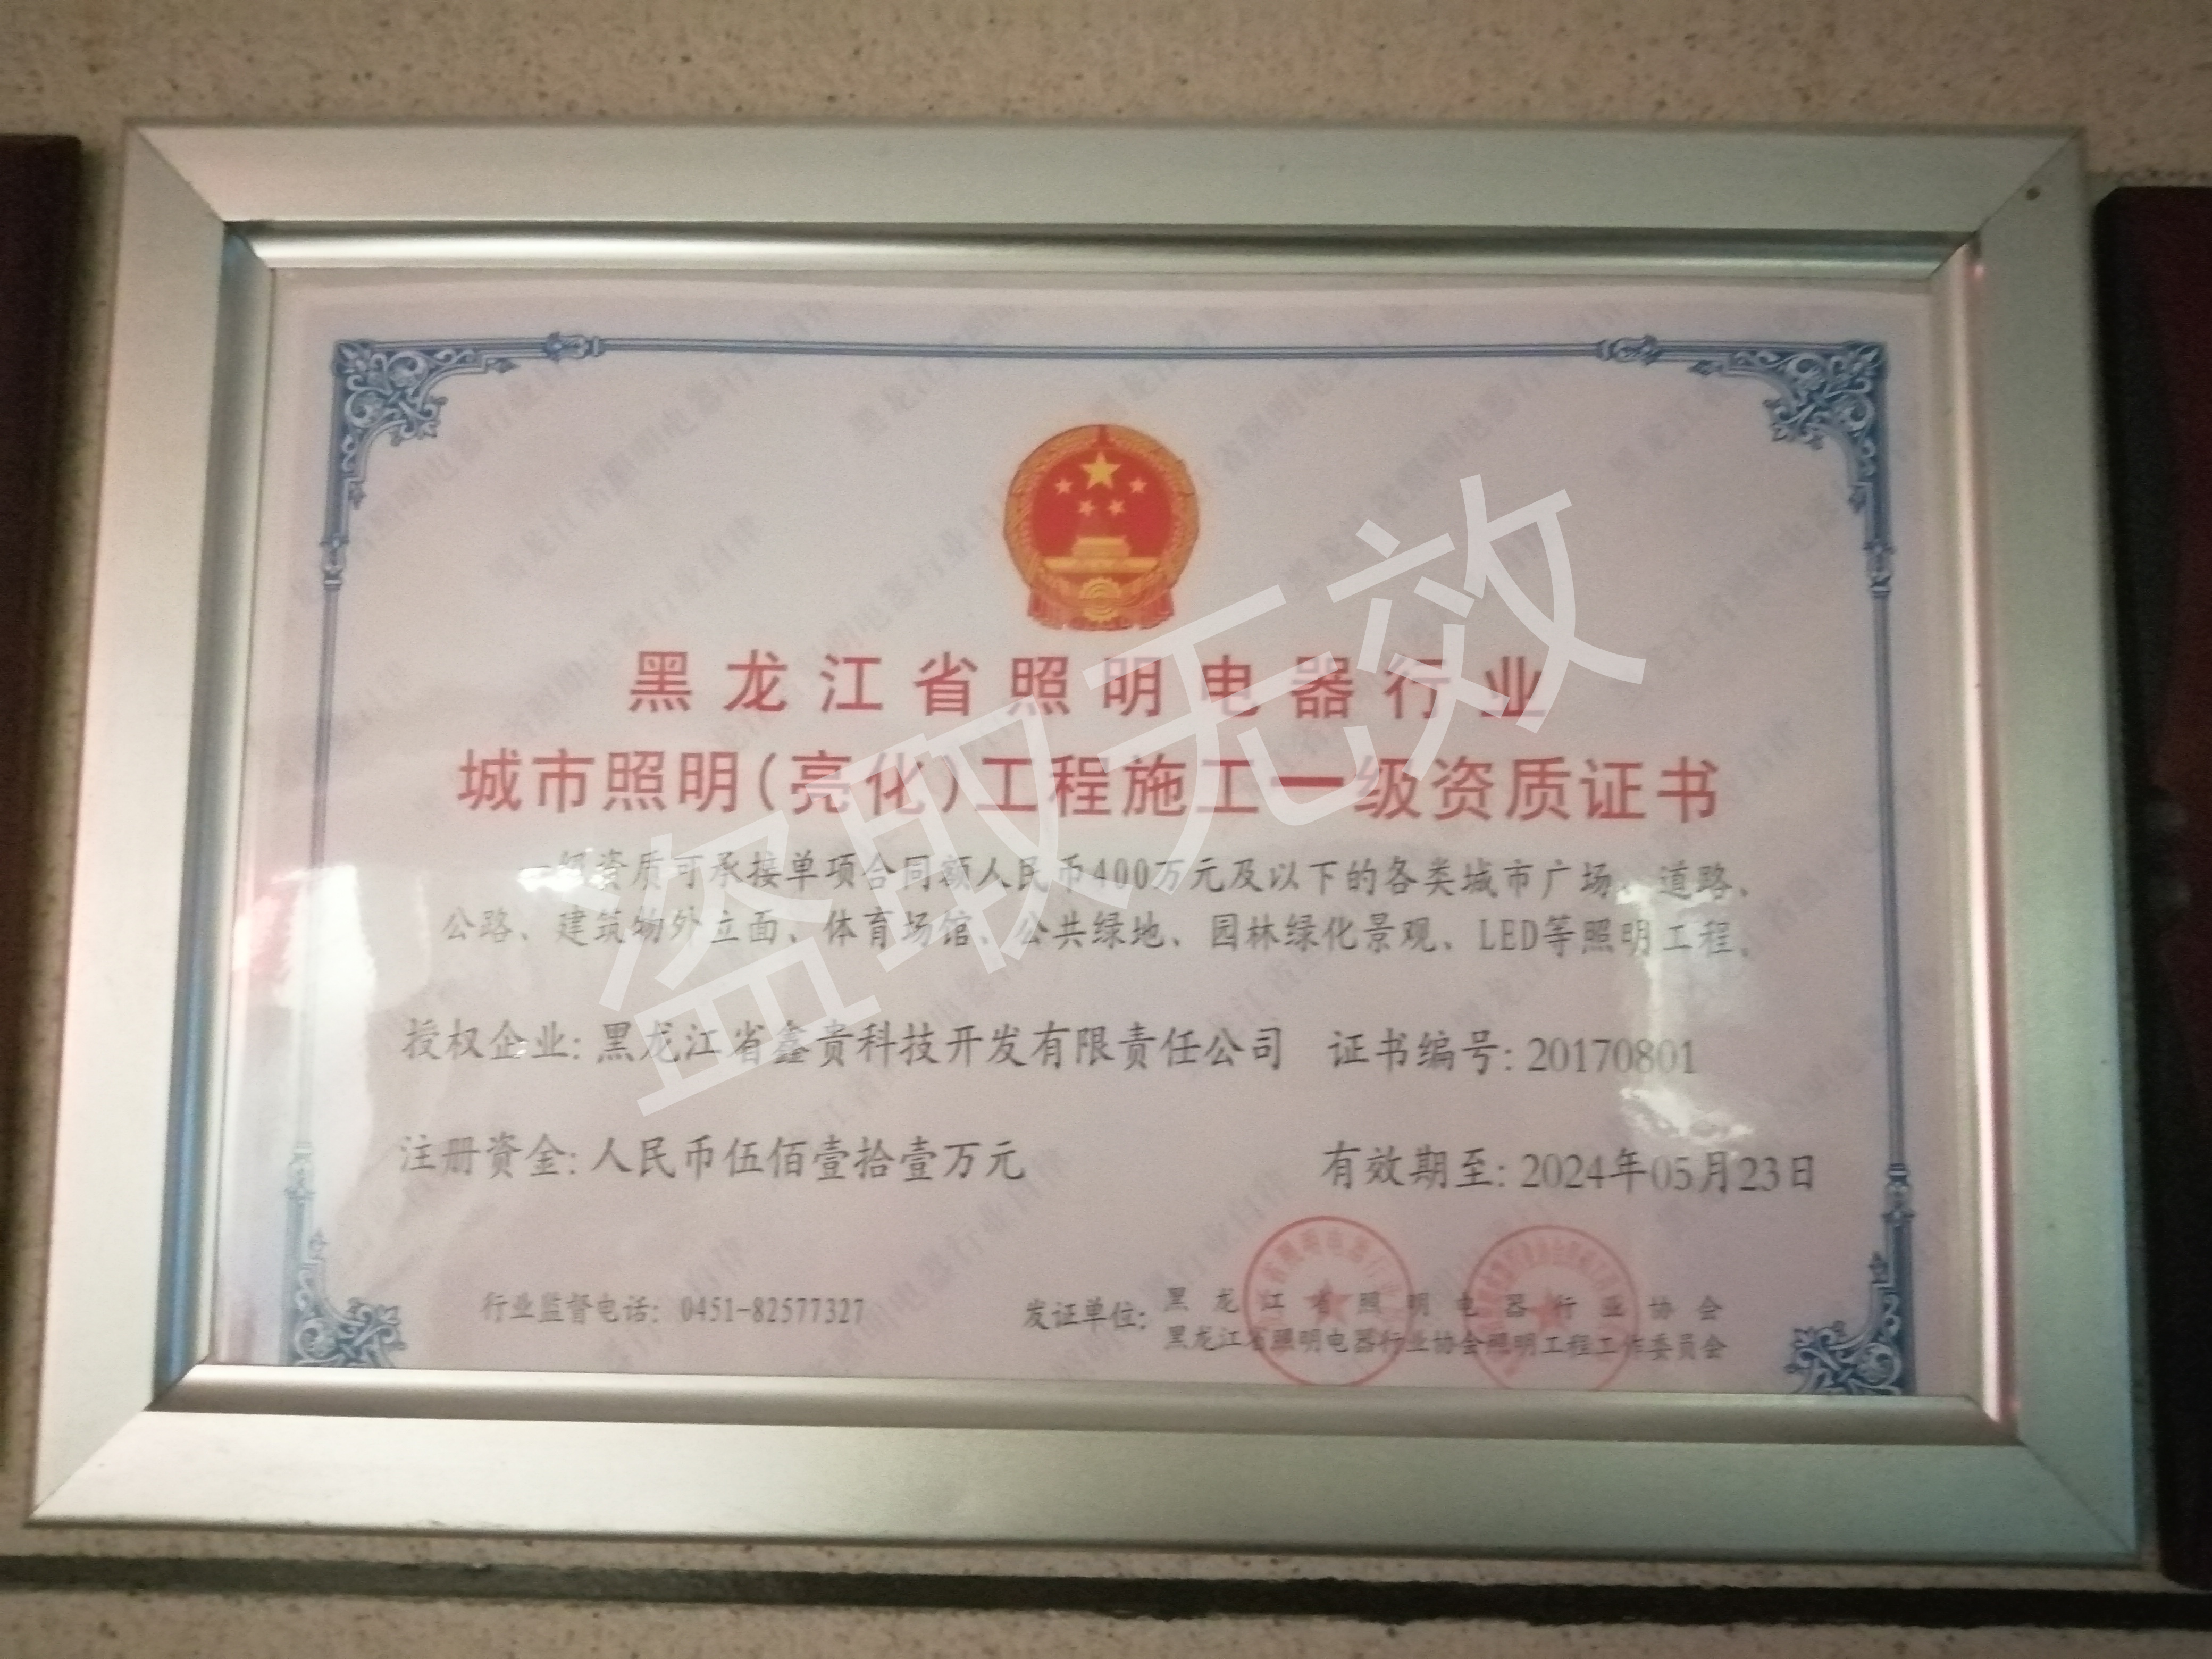 黑龙江省照明电器行业
城市照明(亮化)工程施工一级资质证书
一级资质可承接单项合同额人民币400万元及以下的各类城市广场、道路、
公路、建筑物外立面、体育场馆、公共绿地、园林绿化景观、LED等照明工程。
授权企业:黑龙江省鑫贵科技开发有限责任公司 证书编号:20170801
注册资金:人民币伍佰壹拾壹万元 有效期至:2024年05月23日
行业监督电话: 0451-82577327
发证单位: 黑龙江省照明电器行业协会
黑龙江省照明电器行业协会照明工程工作委员会
盗取无效